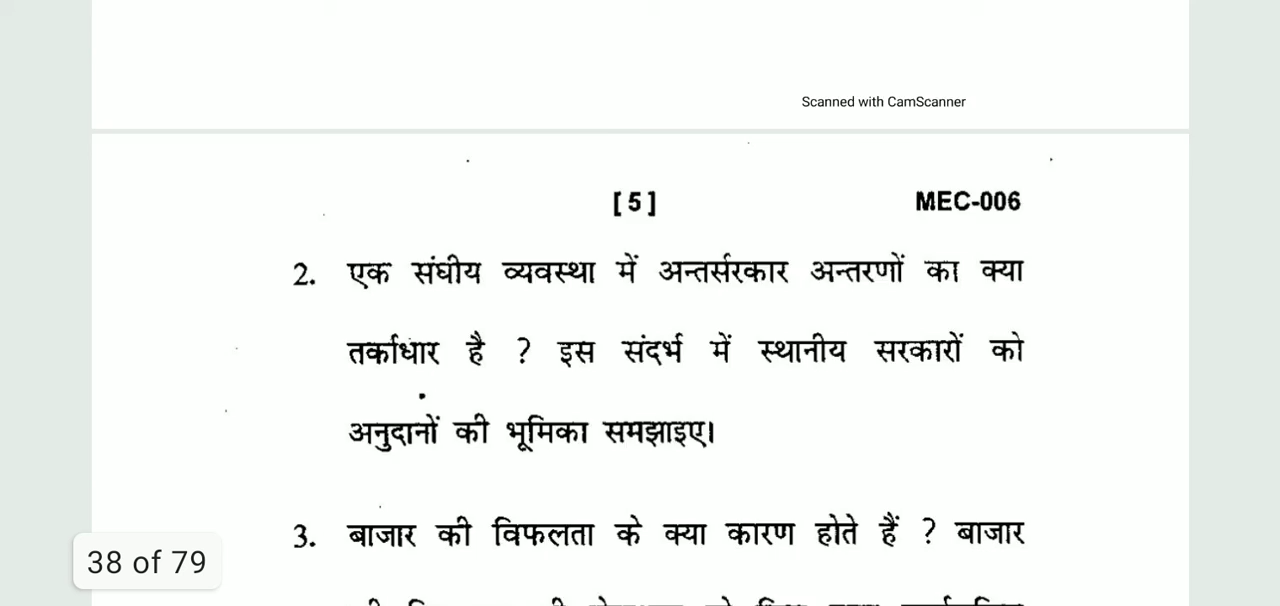 Scanned with CamScanner
[ 5 ] MEC-006
2. एक संघीय व्यवस्था में अन्तर्सरकार अन्तरणों का क्या
तर्काधार है ? इस संदर्भ में स्थानीय सरकारों को
अनुदानों की भूमिका समझाइए।
3. बाजार की विफलता के क्या कारण होते हैं ? बाजार
38 of 79